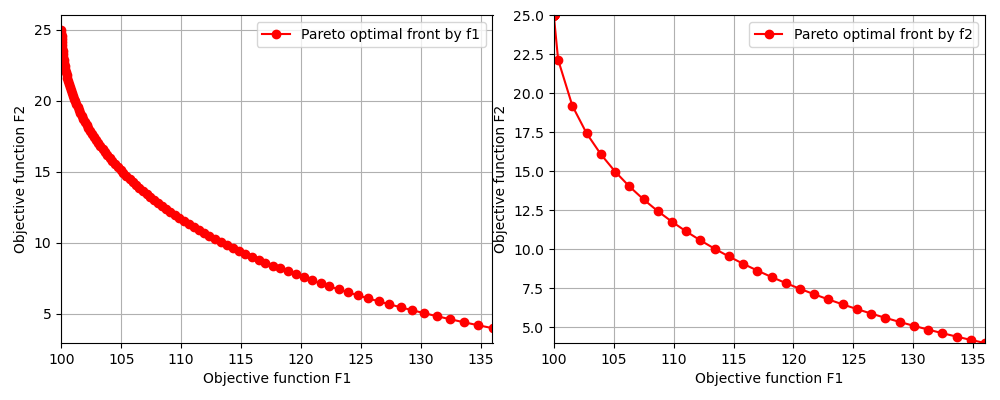 Pareto optimal front by f1
Objective function F2
25
20
15
10
5
100 105 110 115 120 125 130 135
Objective function F1
Pareto optimal front by f2
Objective function F2
25.0
22.5
20.0
17.5
15.0
12.5
10.0
7.5
5.0
100 105 110 115 120 125 130 135
Objective function F1